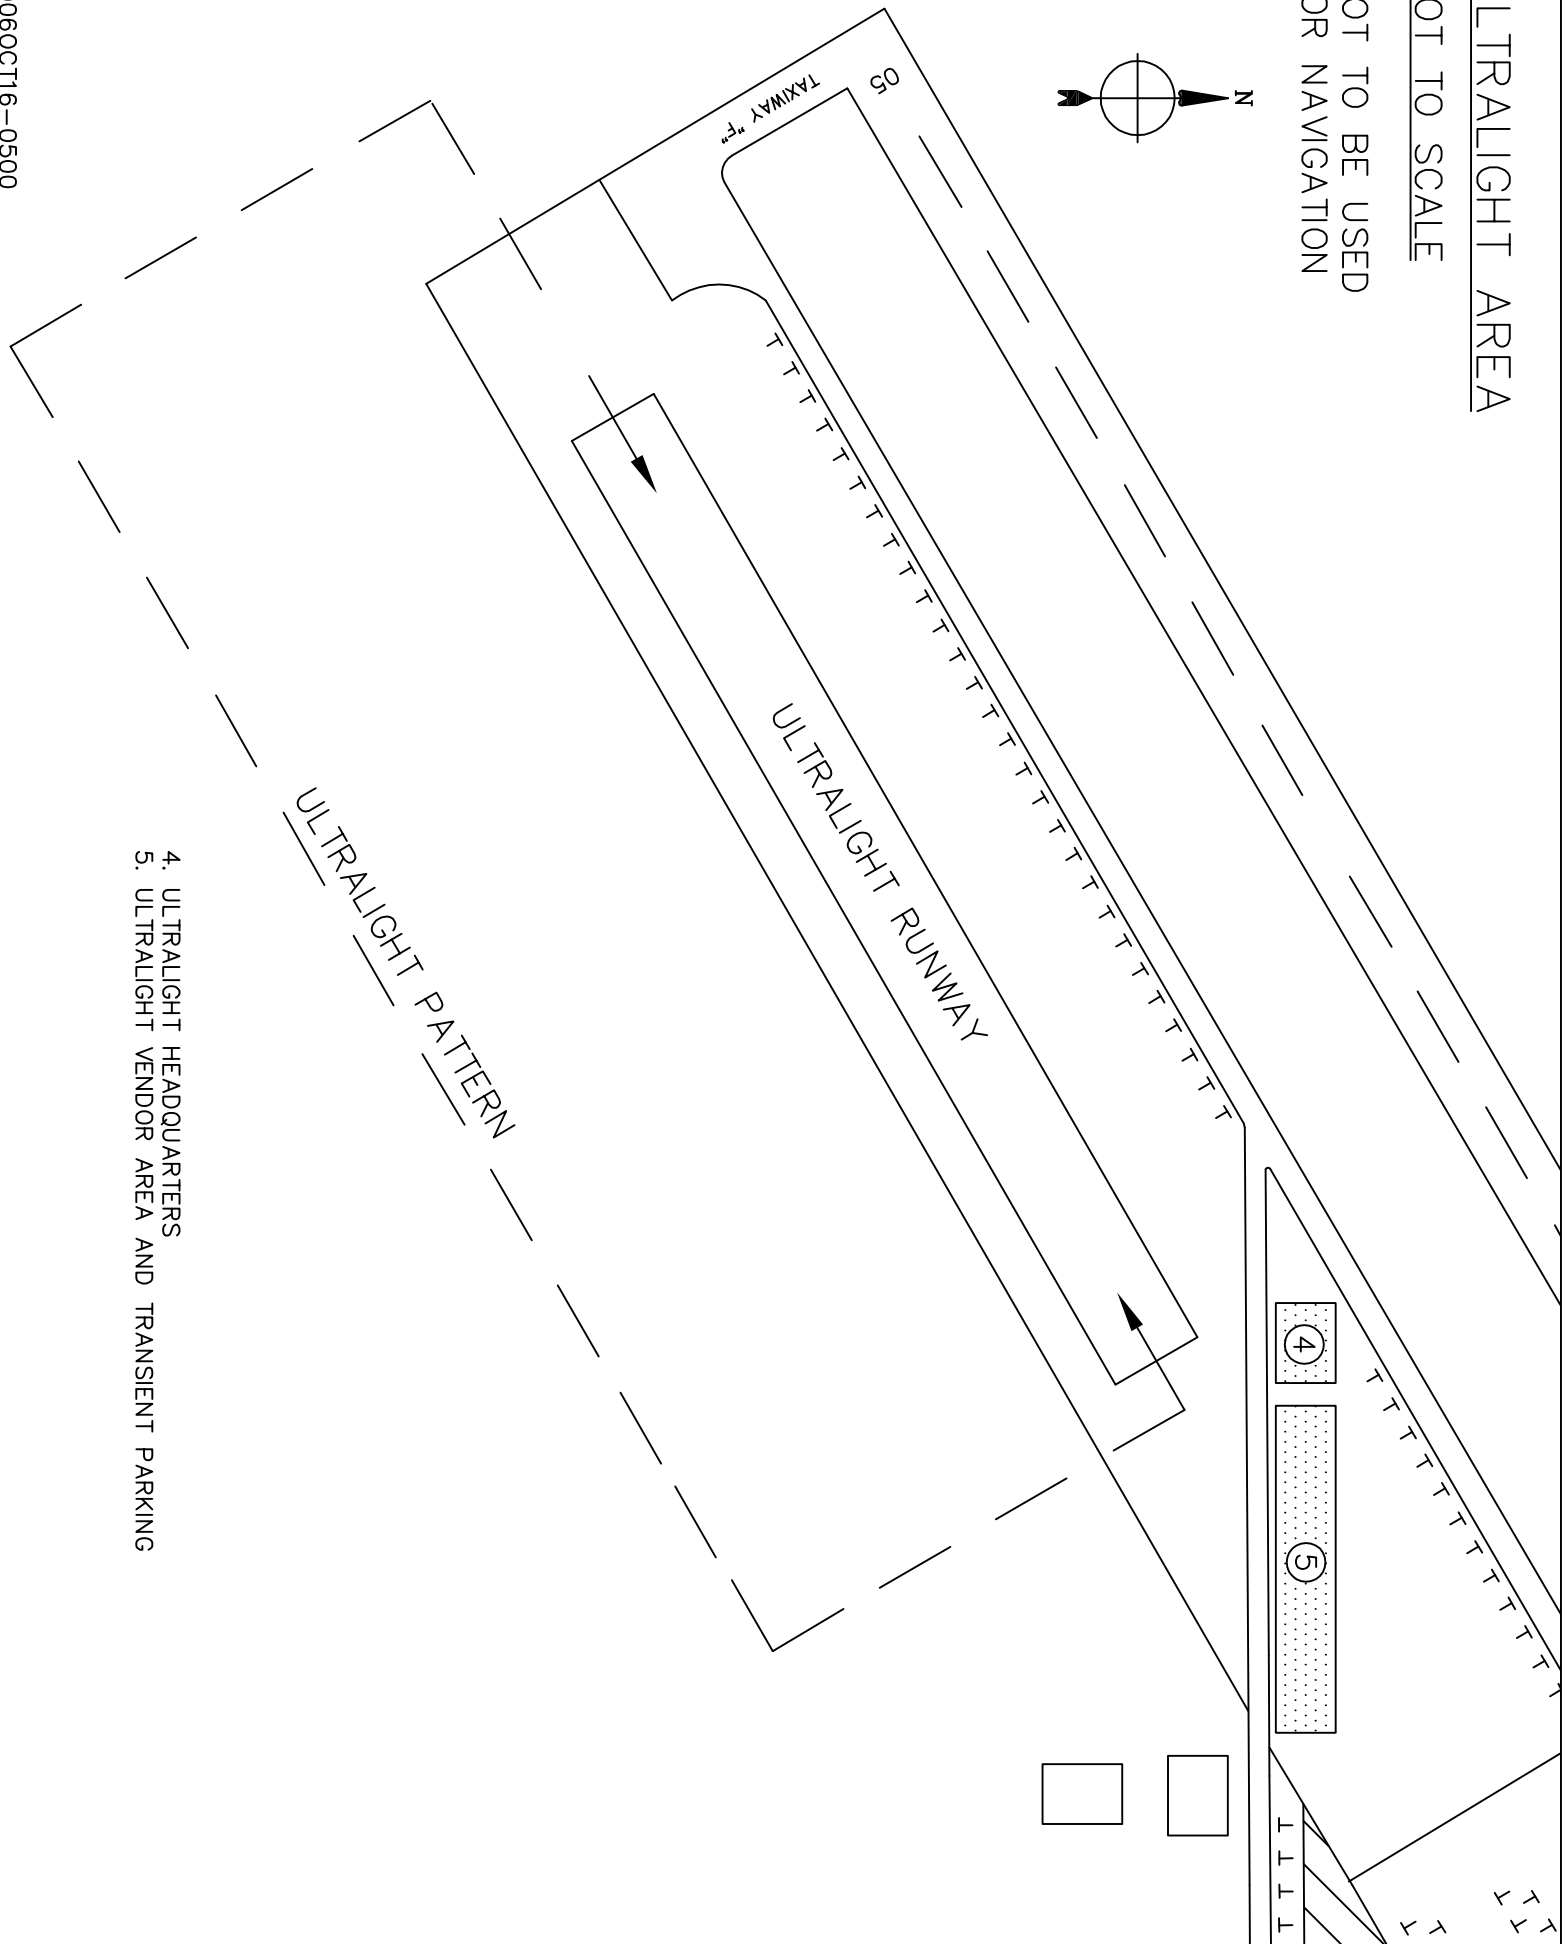 LTRALIGHT AREA
OT TO SCALE
OT TO BE USED
OR NAVIGATION
N
05
TAXIWAY "F"
ULTRALIGHT RUNWAY
4
5
ULTRALIGHT PATTERN
4. ULTRALIGHT HEADQUARTERS
5. ULTRALIGHT VENDOR AREA AND TRANSIENT PARKING
060CT16-0500